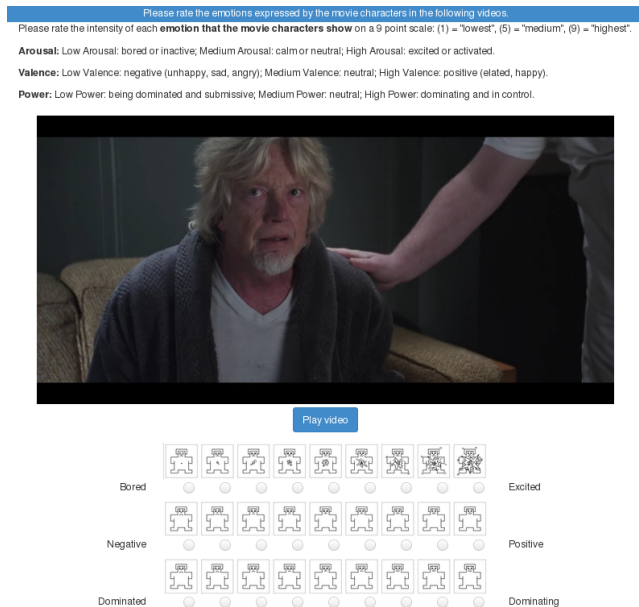 Please rate the emotions expressed by the movie characters in the following videos.
Please rate the intensity of each emotion that the movie characters show on a 9 point scale: (1) = "lowest", (5) = "medium", (9) = "highest".
Arousal: Low Arousal: bored or inactive; Medium Arousal: calm or neutral; High Arousal: excited or activated.
Valence: Low Valence: negative (unhappy, sad, angry); Medium Valence: neutral; High Valence: positive (elated, happy).
Power: Low Power: being dominated and submissive; Medium Power: neutral; High Power: dominating and in control.
Play video
Bored Excited
Negative Positive
Dominated Dominating